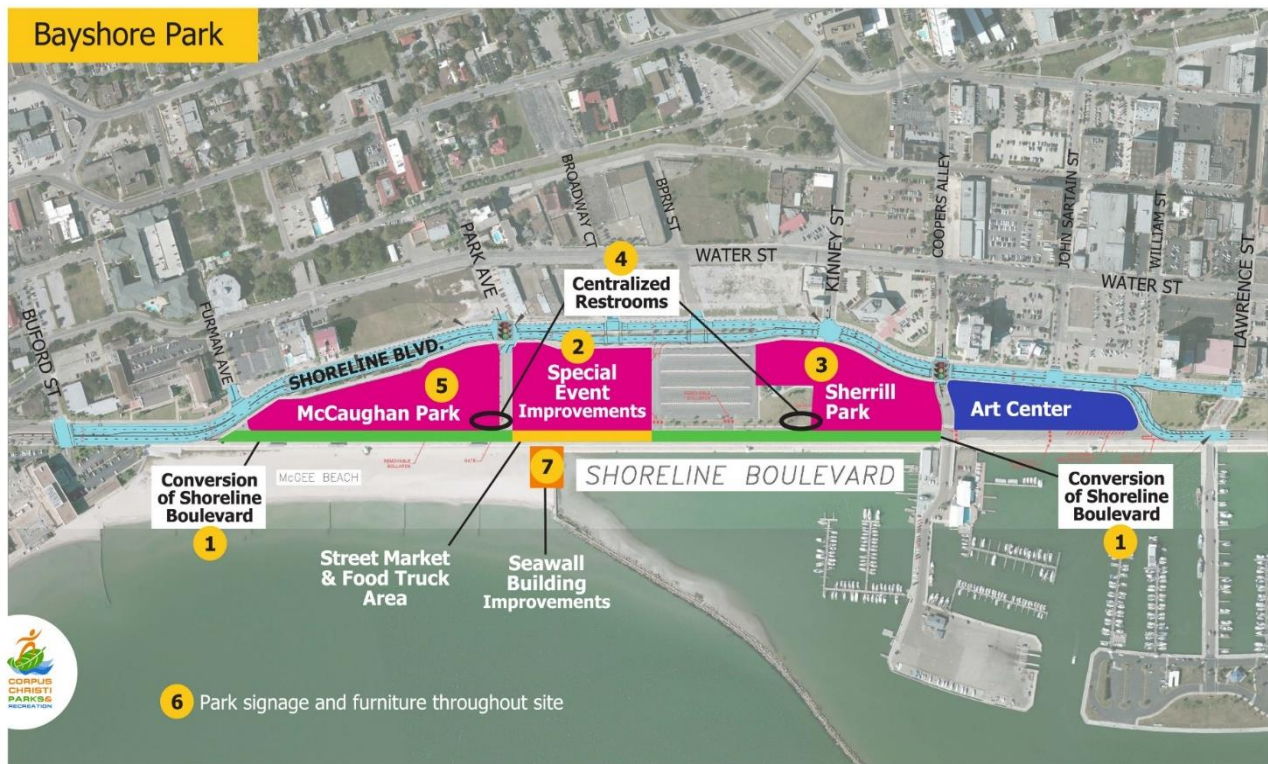 Bayshore Park
BUFORD ST
FURMAN AVE
SHORELINE BLVD.
PARK AVE
BROADWAY CT
BPRN ST
WATER ST
KINNEY ST
COOPERS ALLEY
JOHN SARTAIN ST
WILLIAM ST
WATER ST
LAWRENCE ST
4
Centralized
Restrooms
5
McCaughan Park
2
Special
Event
Improvements
3
Sherrill
Park
Art Center
REMOVABLE
BOLLARDS
GATE
McGEE BEACH
7
SHORELINE BOULEVARD
Conversion
of Shoreline
Boulevard
1
Street Market
& Food Truck
Area
Seawall
Building
Improvements
Conversion
of Shoreline
Boulevard
1
CORPUS
CHRISTI
PARKS&
RECREATION
6 Park signage and furniture throughout site